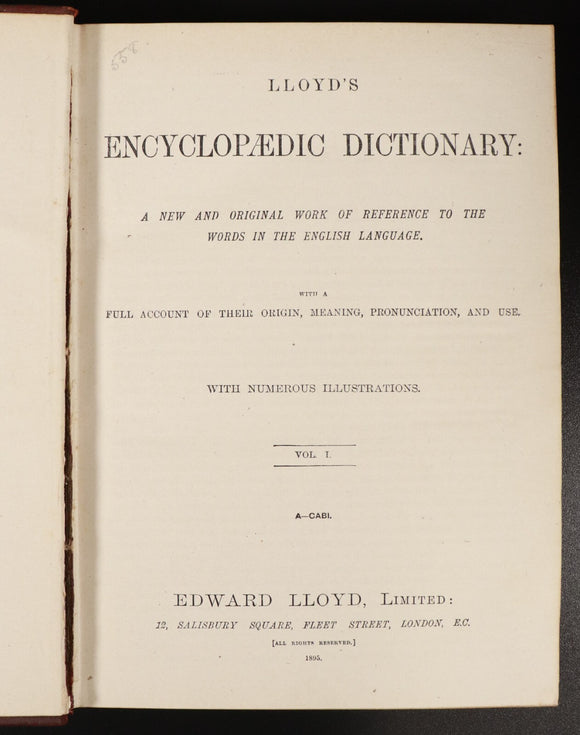 558
LLOYD'S
ENCYCLOPÆDIC DICTIONARY:
A NEW AND ORIGINAL WORK OF REFERENCE TO THE
WORDS IN THE ENGLISH LANGUAGE.
WITH A
FULL ACCOUNT OF THEIR ORIGIN, MEANING, PRONUNCIATION, AND USE.
WITH NUMEROUS ILLUSTRATIONS.
VOL. I.
A—CABI.
EDWARD LLOYD, LIMITED:
12, SALISBURY SQUARE, FLEET STREET, LONDON, E.C.
[ALL RIGHTS RESERVED.]
1895.